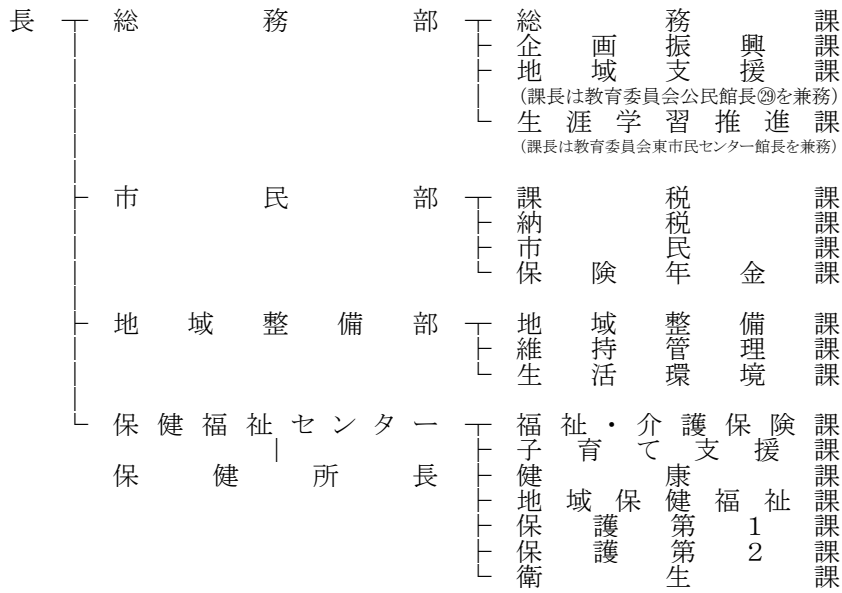 長 総務部 総務課
企画振興課
地域支援課
(課長は教育委員会公民館長㉙を兼務)
生涯学習推進課
(課長は教育委員会東市民センター館長を兼務)
市民部 課税課
納税課
市民課
保険年金課
地域整備部 地域整備課
維持管理課
生活環境課
保健福祉センター 福祉・介護保険課
子育て支援課
保健所長 健康課
地域保健福祉課
保護第1課
保護第2課
衛生課